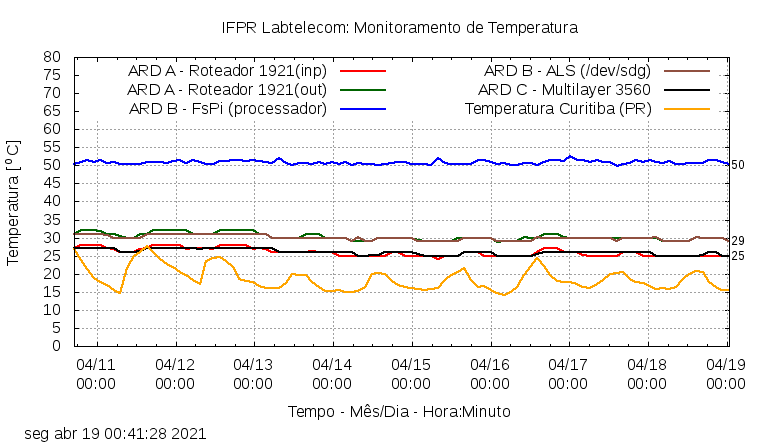 IFPR Labtelecom: Monitoramento de Temperatura
80
75
70
65
60
55
50
45
40
35
30
25
20
15
10
5
0
Temperatura [ º C]
ARD A - Roteador 1921(inp)
ARD A - Roteador 1921(out)
ARD B - FsPi (processador)
ARD B - ALS (/dev/sdg)
ARD C - Multilayer 3560
Temperatura Curitiba (PR)
50
29
25
04/11 04/12 04/13 04/14 04/15 04/16 04/17 04/18 04/19
00:00 00:00 00:00 00:00 00:00 00:00 00:00 00:00 00:00
Tempo - Mês/Dia - Hora:Minuto
seg abr 19 00:41:28 2021